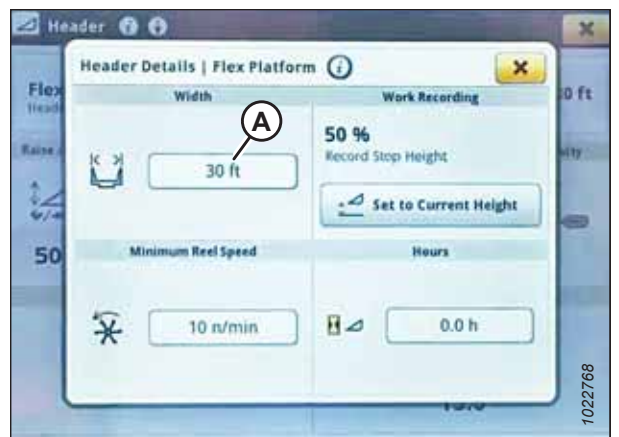 Header
Header Details | Flex Platform
Width
A
30 ft
Work Recording
50 %
Record Stop Height
Set to Current Height
Minimum Reel Speed
10 n/min
Hours
0.0 h
Flex
Raise
50
0 ft
ity
1022768